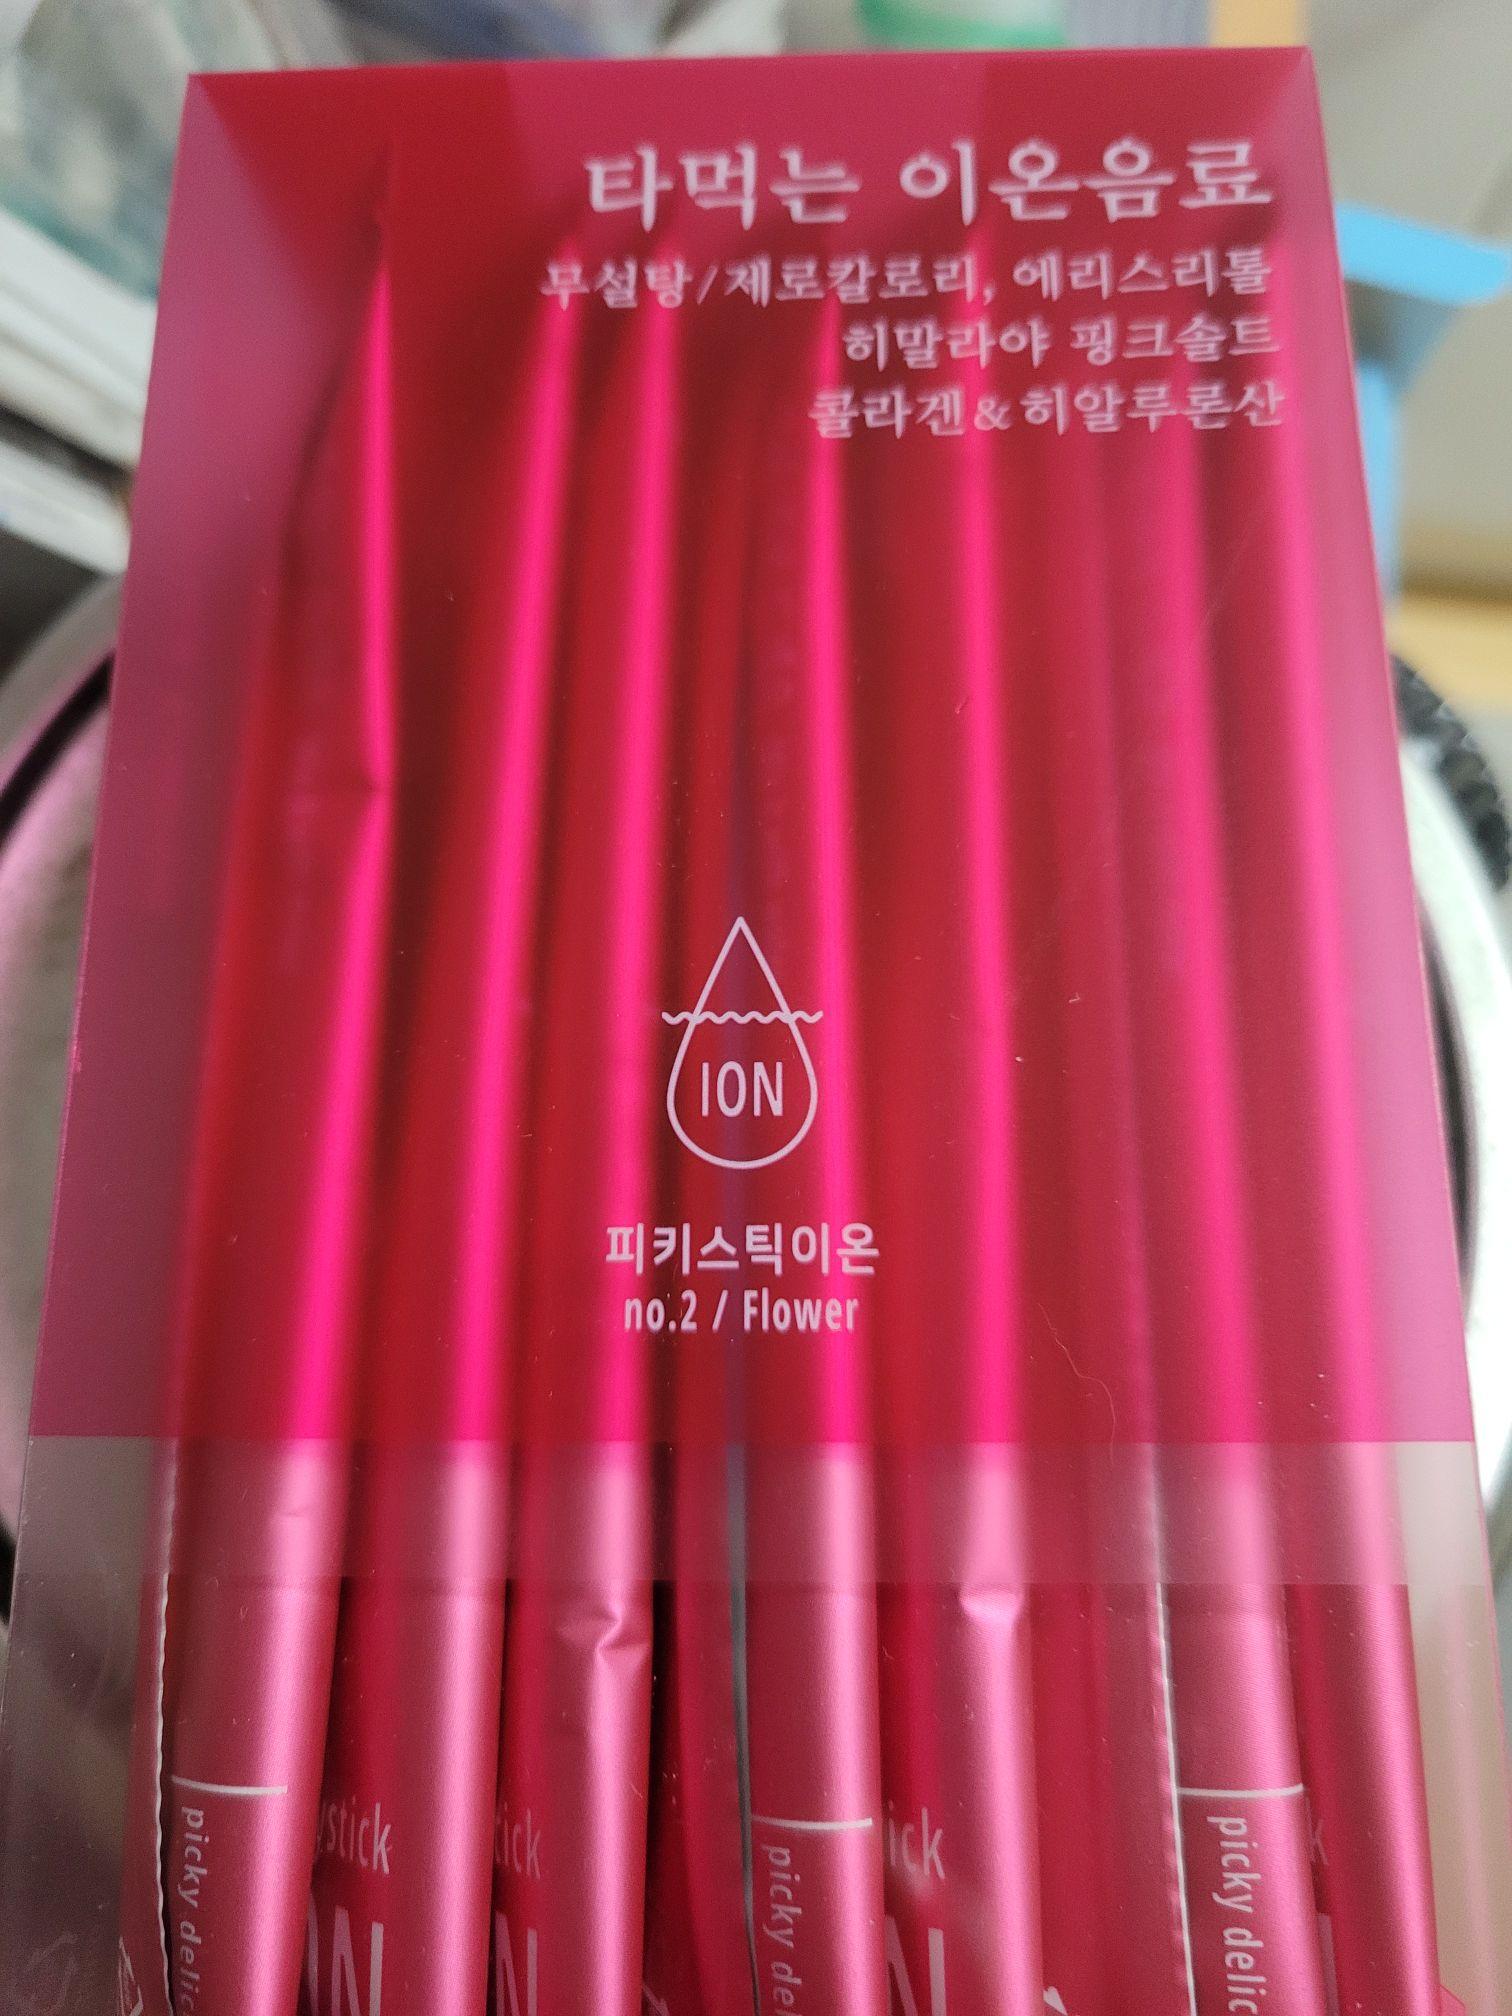 타먹는 이온음료
무설탕/제로칼로리, 에리스리톨
히말라야 핑크솔트
콜라겐&히알루론산
ION
피키스틱이온
no.2 / Flower
picky
picky
picky